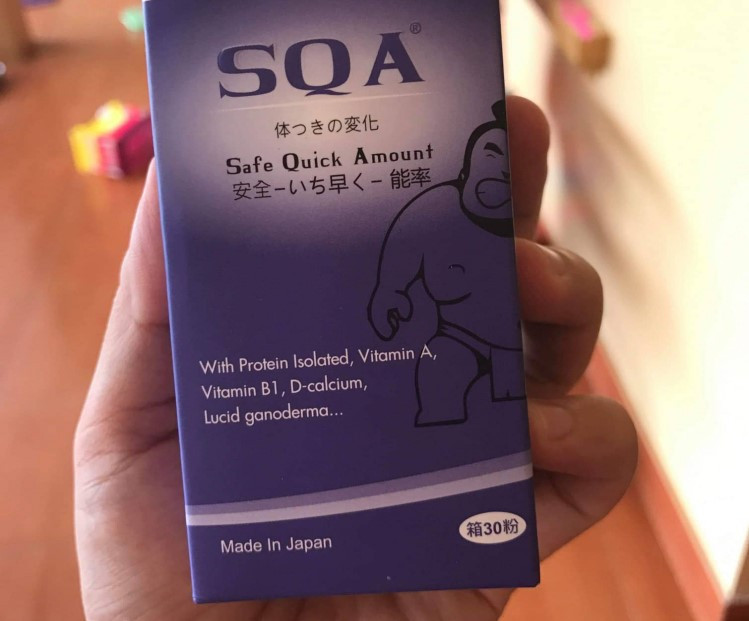 SQA®
体つきの変化
Safe Quick Amount
安全-いち早く- 能率
With Protein Isolated, Vitamin A,
Vitamin B1, D-calcium,
Lucid ganoderma...
Made In Japan
箱30粉